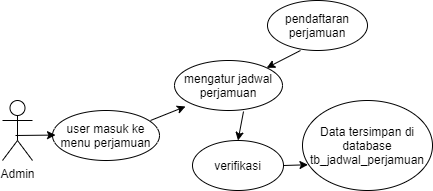 pendaftaran
perjamuan
mengatur jadwal
perjamuan
user masuk ke
menu perjamuan
Admin
verifikasi
Data tersimpan di
database
tb_jadwal_perjamuan